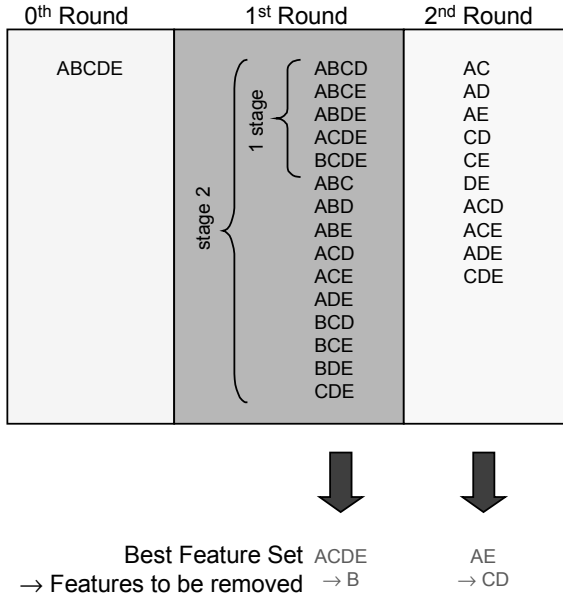 0th Round
1st Round
2nd Round
ABCDE
stage 2
1 stage
ABCD
ABCE
ABDE
ACDE
BCDE
ABC
ABD
ABE
ACD
ACE
ADE
BCD
BCE
BDE
CDE
AC
AD
AE
CD
CE
DE
ACD
ACE
ADE
CDE
Best Feature Set
→ Features to be removed
ACDE
→ B
AE
→ CD